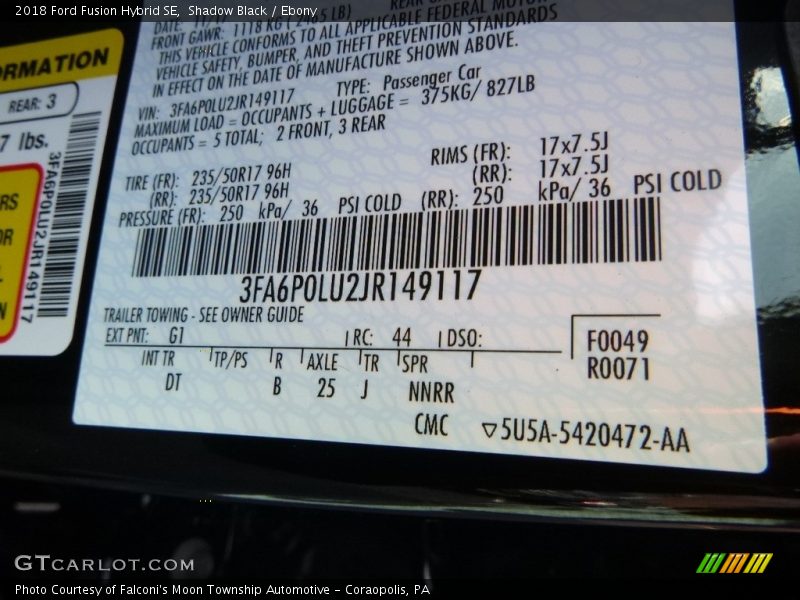 2018 Ford Fusion Hybrid SE, Shadow Black / Ebony
DATE:
FRONT GAWR: 1118 KG ( 2465 LB)
THIS VEHICLE CONFORMS TO ALL APPLICABLE FEDERAL MOTOR
VEHICLE SAFETY, BUMPER, AND THEFT PREVENTION STANDARDS
IN EFFECT ON THE DATE OF MANUFACTURE SHOWN ABOVE.
VIN: 3FA6P0LU2JR149117 TYPE: Passenger Car
MAXIMUM LOAD = OCCUPANTS + LUGGAGE = 375KG/ 827LB
OCCUPANTS = 5 TOTAL; 2 FRONT, 3 REAR
TIRE (FR): 235/50R17 96H RIMS (FR): 17x7.5J
(RR): 235/50R17 96H (RR): 17x7.5J
PRESSURE (FR): 250 kPa/ 36 PSI COLD (RR): 250 kPa/ 36 PSI COLD
3FA6P0LU2JR149117
TRAILER TOWING - SEE OWNER GUIDE
EXT PNT: G1 RC: 44 DSO:
F0049
R0071
INT TR TP/PS R AXLE TR SPR
DT B 25 J NNRR
CMC 5U5A-5420472-AA
RMATION
REAR: 3
7 lbs.
3FA6P0LU2JR149117
RS
OR
N
GTCARLOT.COM
Photo Courtesy of Falconi's Moon Township Automotive - Coraopolis, PA